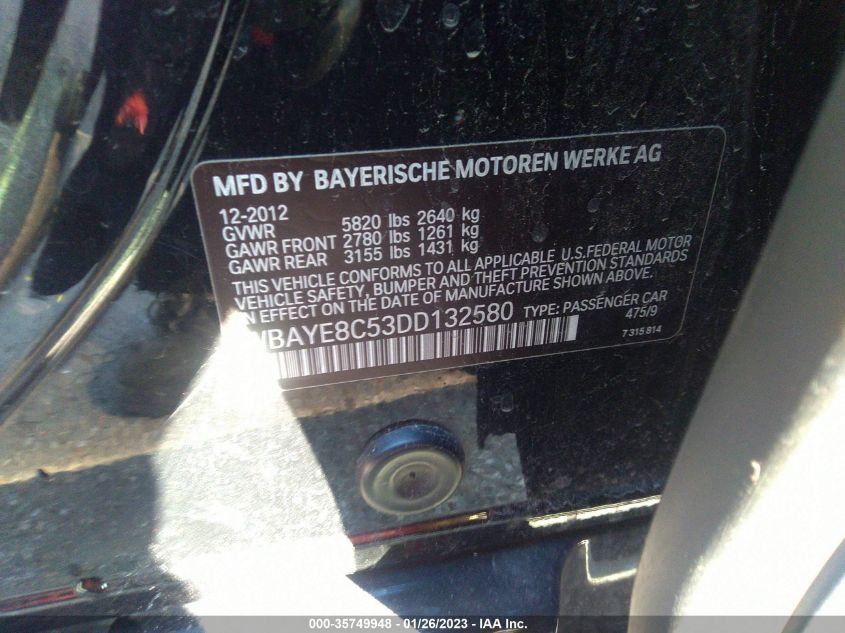 MFD BY BAYERISCHE MOTOREN WERKE AG
12-2012
GVWR 5820 lbs 2640 kg
GAWR FRONT 2780 lbs 1261 kg
GAWR REAR 3155 lbs 1431 kg
THIS VEHICLE CONFORMS TO ALL APPLICABLE U.S.FEDERAL MOTOR
VEHICLE SAFETY, BUMPER AND THEFT PREVENTION STANDARDS
IN EFFECT ON THE DATE OF MANUFACTURE SHOWN ABOVE.
WBAYE8C53DD132580 TYPE: PASSENGER CAR
475/9
7 315 814
000-35749948 - 01/26/2023 - IAA Inc.